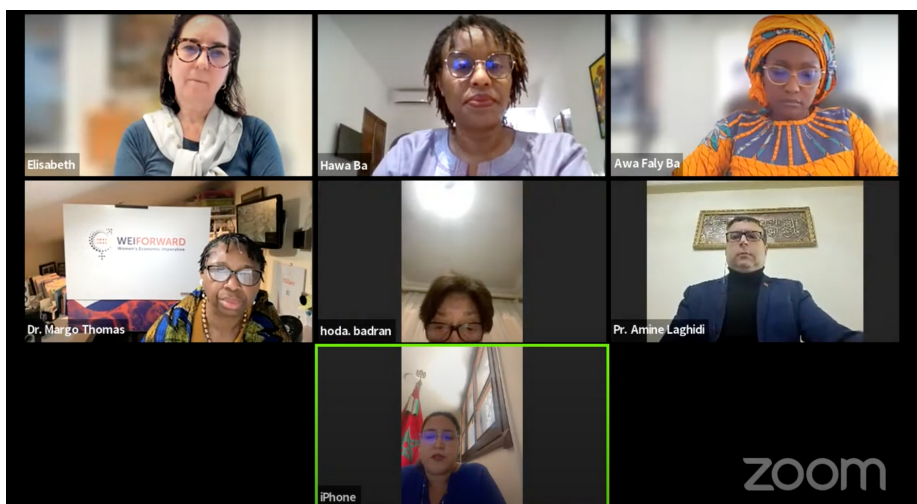 Elisabeth
Hawa Ba
Awa Faly Ba
WEIFORWARD
Women's Economic Imperative
Dr. Margo Thomas
hoda. badran
Pr. Amine Laghidi
iPhone
zoom